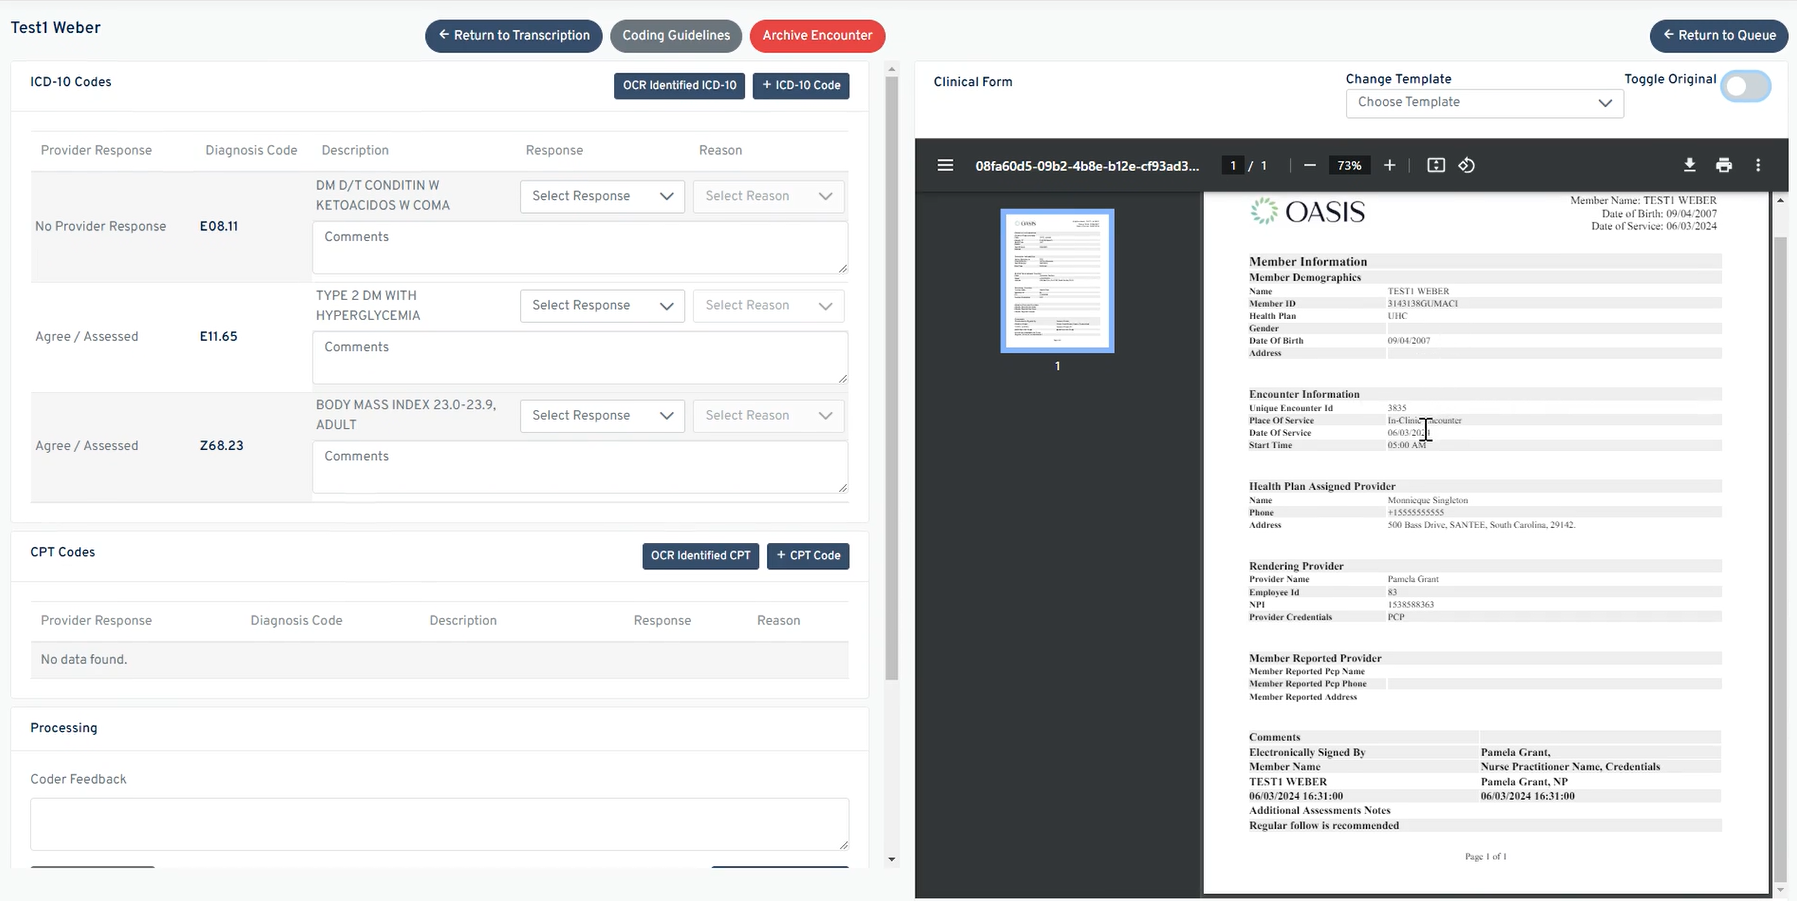 Test1 Weber
← Return to Transcription
Coding Guidelines
Archive Encounter
← Return to Queue
ICD-10 Codes
OCR Identified ICD-10
+ ICD-10 Code
Provider Response Diagnosis Code Description Response Reason
No Provider Response
E08.11
DM D/T CONDITIN W
KETOACIDOS W COMA
Select Response
Select Reason
Comments
Agree / Assessed
E11.65
TYPE 2 DM WITH
HYPERGLYCEMIA
Select Response
Select Reason
Comments
Agree / Assessed
Z68.23
BODY MASS INDEX 23.0-23.9,
ADULT
Select Response
Select Reason
Comments
CPT Codes
OCR Identified CPT
+ CPT Code
Provider Response Diagnosis Code Description Response Reason
No data found.
Processing
Coder Feedback
Clinical Form
Change Template
Choose Template
Toggle Original
08fa60d5-09b2-4b8e-b12e-cf93ad3...
1 / 1
73%
1
OASIS
Member Name: TEST1 WEBER
Date of Birth: 09/04/2007
Date of Service: 06/03/2024
Member Information
Member Demographics
Name TEST1 WEBER
Member ID 3143138GUMACI
Health Plan UHC
Gender
Date Of Birth 09/04/2007
Address
Encounter Information
Unique Encounter Id 3835
Place Of Service In-Clinic Encounter
Date Of Service 06/03/2024
Start Time 05:00 AM
Health Plan Assigned Provider
Name Monnieque Singleton
Phone +15555555555
Address 500 Bass Drive, SANTEE, South Carolina, 29142.
Rendering Provider
Provider Name Pamela Grant
Employee Id 83
NPI 1538588363
Provider Credentials PCP
Member Reported Provider
Member Reported Pcp Name
Member Reported Pcp Phone
Member Reported Address
Comments
Electronically Signed By Pamela Grant,
Member Name Nurse Practitioner Name, Credentials
TEST1 WEBER Pamela Grant, NP
06/03/2024 16:31:00 06/03/2024 16:31:00
Additional Assessments Notes
Regular follow is recommended
Page 1 of 1